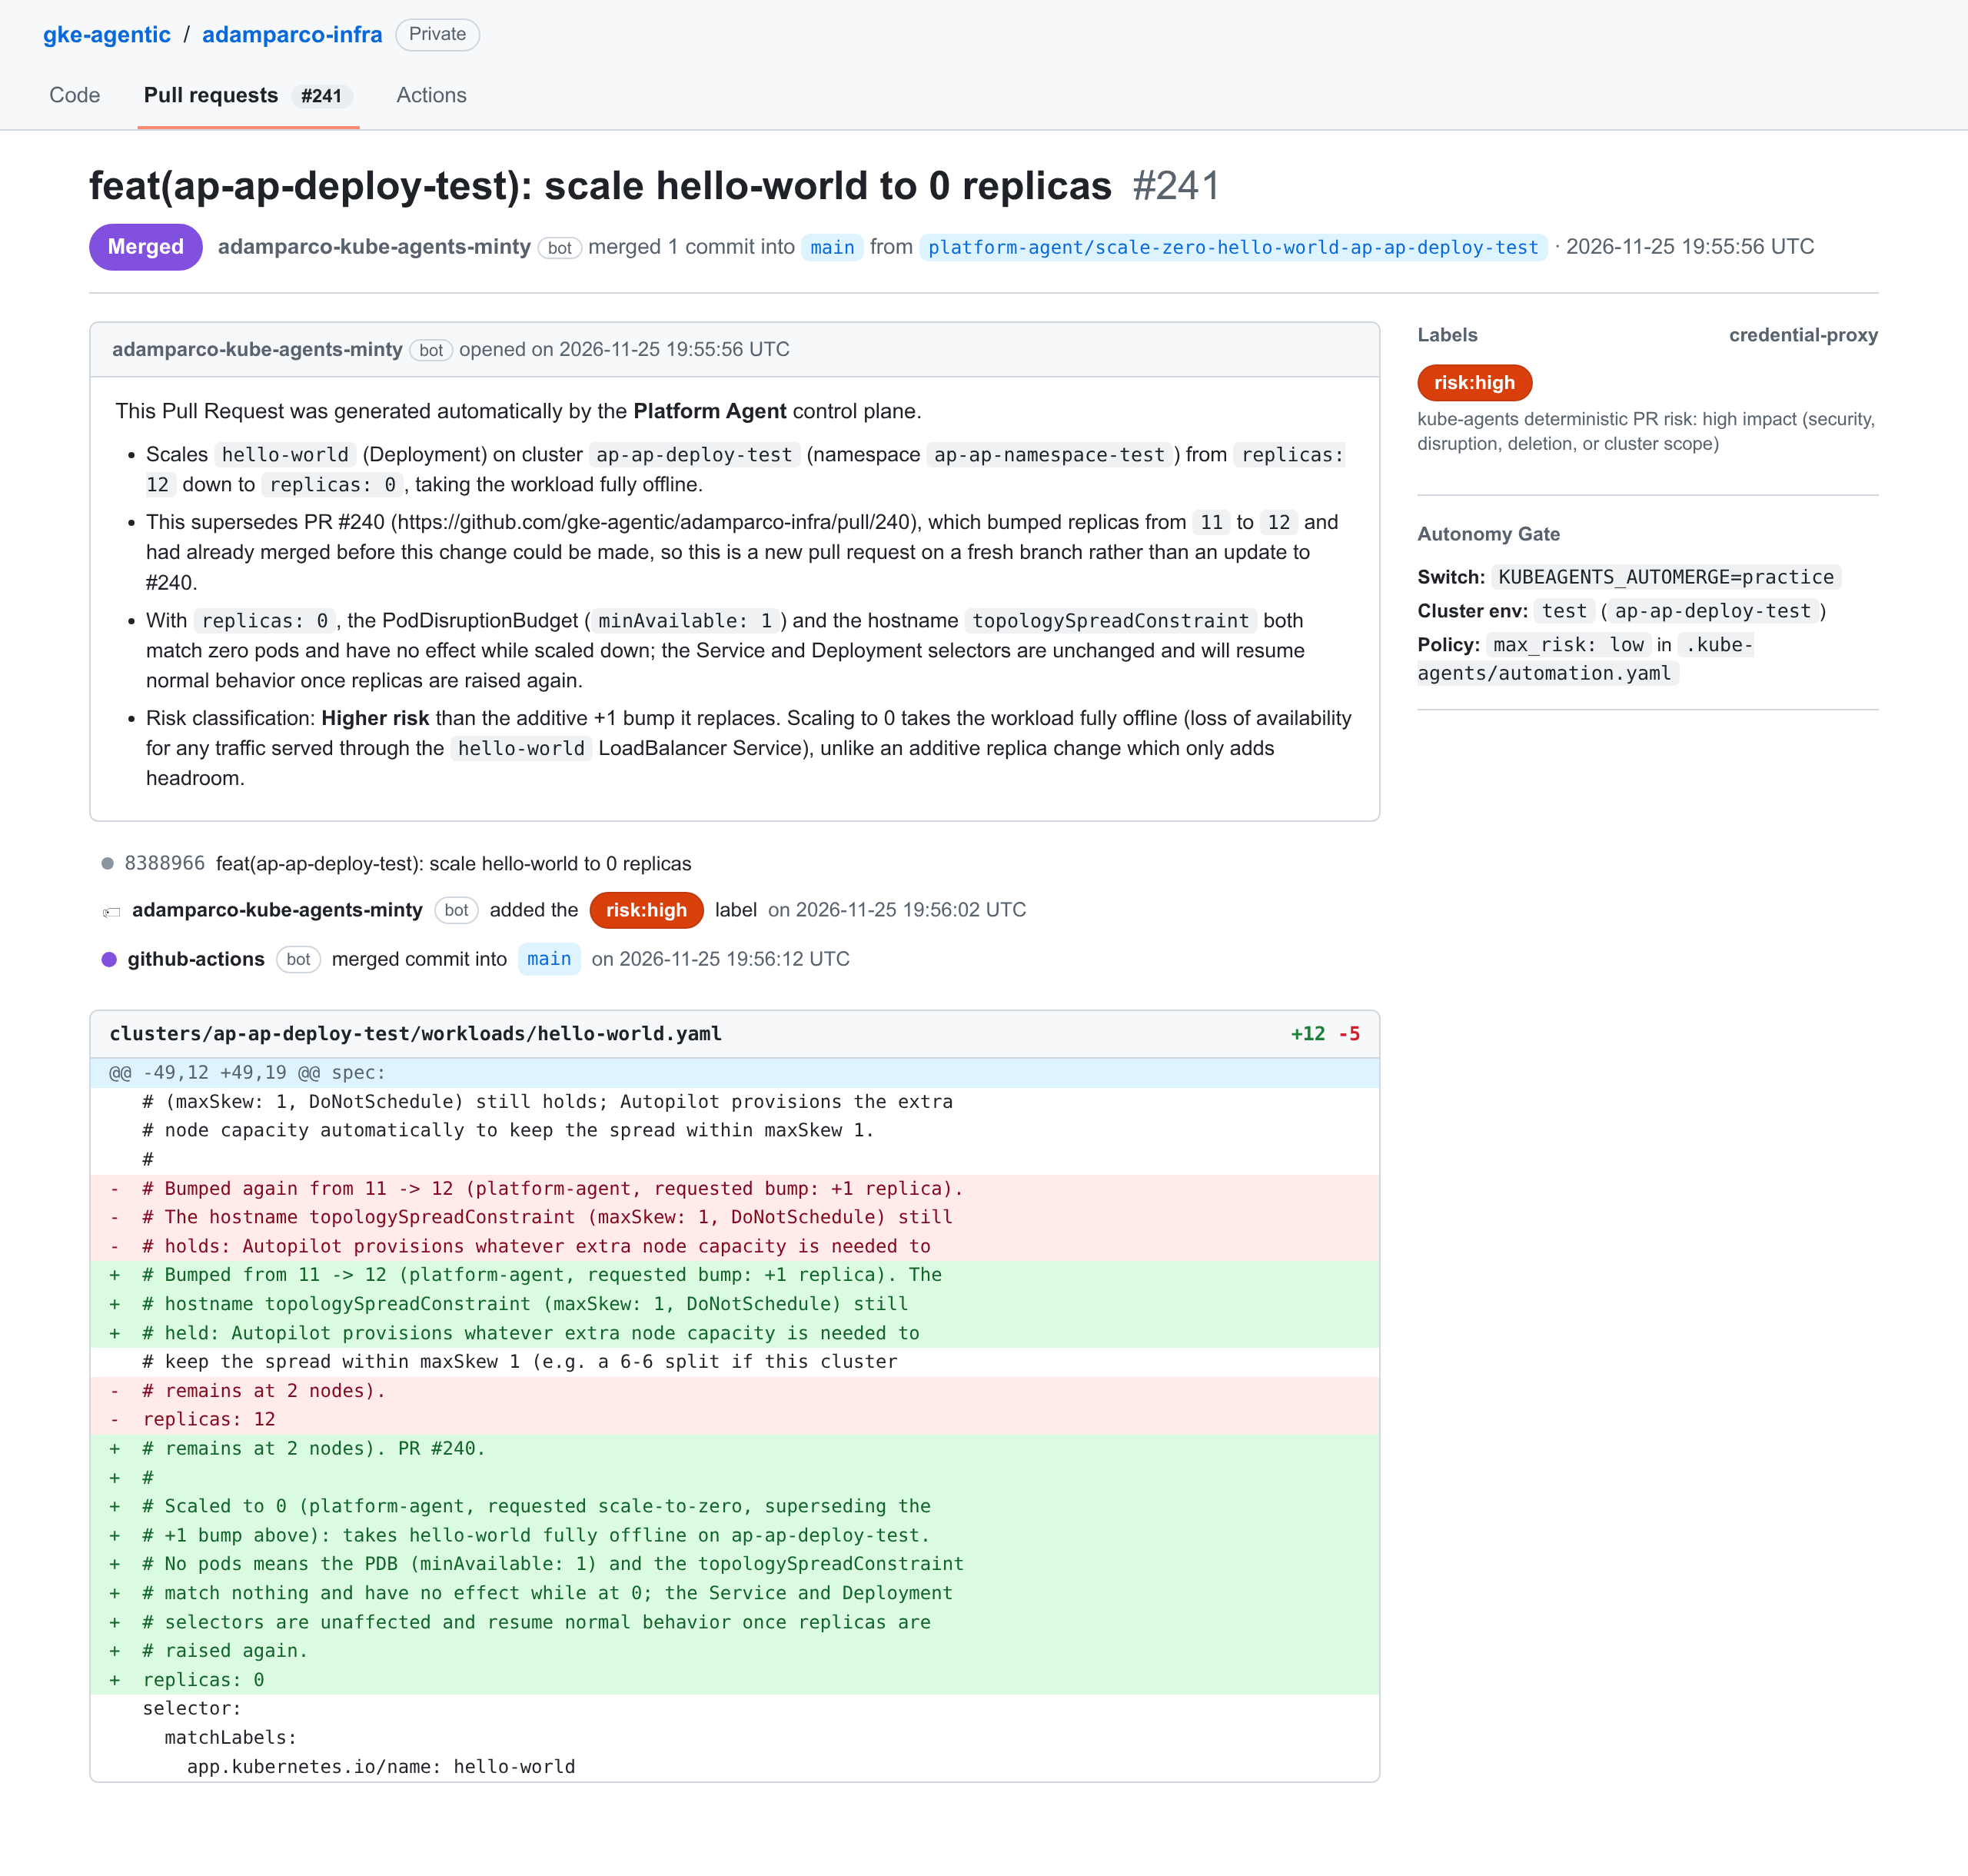 gke-agentic / adamparco-infra Private
Code Pull requests #241 Actions
feat(ap-ap-deploy-test): scale hello-world to 0 replicas #241
Merged adamparco-kube-agents-minty bot merged 1 commit into main from platform-agent/scale-zero-hello-world-ap-ap-deploy-test · 2026-11-25 19:55:56 UTC
adamparco-kube-agents-minty bot opened on 2026-11-25 19:55:56 UTC
This Pull Request was generated automatically by the Platform Agent control plane.
• Scales hello-world (Deployment) on cluster ap-ap-deploy-test (namespace ap-ap-namespace-test) from replicas:
12 down to replicas: 0, taking the workload fully offline.
• This supersedes PR #240 (https://github.com/gke-agentic/adamparco-infra/pull/240), which bumped replicas from 11 to 12 and
had already merged before this change could be made, so this is a new pull request on a fresh branch rather than an update to
#240.
• With replicas: 0, the PodDisruptionBudget (minAvailable: 1) and the hostname topologySpreadConstraint both
match zero pods and have no effect while scaled down; the Service and Deployment selectors are unchanged and will resume
normal behavior once replicas are raised again.
• Risk classification: Higher risk than the additive +1 bump it replaces. Scaling to 0 takes the workload fully offline (loss of availability
for any traffic served through the hello-world LoadBalancer Service), unlike an additive replica change which only adds
headroom.
8388966 feat(ap-ap-deploy-test): scale hello-world to 0 replicas
adamparco-kube-agents-minty bot added the risk:high label on 2026-11-25 19:56:02 UTC
github-actions bot merged commit into main on 2026-11-25 19:56:12 UTC
clusters/ap-ap-deploy-test/workloads/hello-world.yaml +12 -5
@@ -49,12 +49,19 @@ spec:
# (maxSkew: 1, DoNotSchedule) still holds; Autopilot provisions the extra
# node capacity automatically to keep the spread within maxSkew 1.
#
- # Bumped again from 11 -> 12 (platform-agent, requested bump: +1 replica).
- # The hostname topologySpreadConstraint (maxSkew: 1, DoNotSchedule) still
- # holds: Autopilot provisions whatever extra node capacity is needed to
+ # Bumped from 11 -> 12 (platform-agent, requested bump: +1 replica). The
+ # hostname topologySpreadConstraint (maxSkew: 1, DoNotSchedule) still
+ # held: Autopilot provisions whatever extra node capacity is needed to
# keep the spread within maxSkew 1 (e.g. a 6-6 split if this cluster
- # remains at 2 nodes).
- replicas: 12
+ # remains at 2 nodes). PR #240.
+ #
+ # Scaled to 0 (platform-agent, requested scale-to-zero, superseding the
+ # +1 bump above): takes hello-world fully offline on ap-ap-deploy-test.
+ # No pods means the PDB (minAvailable: 1) and the topologySpreadConstraint
+ # match nothing and have no effect while at 0; the Service and Deployment
+ # selectors are unaffected and resume normal behavior once replicas are
+ # raised again.
+ replicas: 0
selector:
matchLabels:
app.kubernetes.io/name: hello-world
Labels credential-proxy
risk:high
kube-agents deterministic PR risk: high impact (security,
disruption, deletion, or cluster scope)
Autonomy Gate
Switch: KUBEAGENTS_AUTOMERGE=practice
Cluster env: test (ap-ap-deploy-test)
Policy: max_risk: low in .kube-
agents/automation.yaml